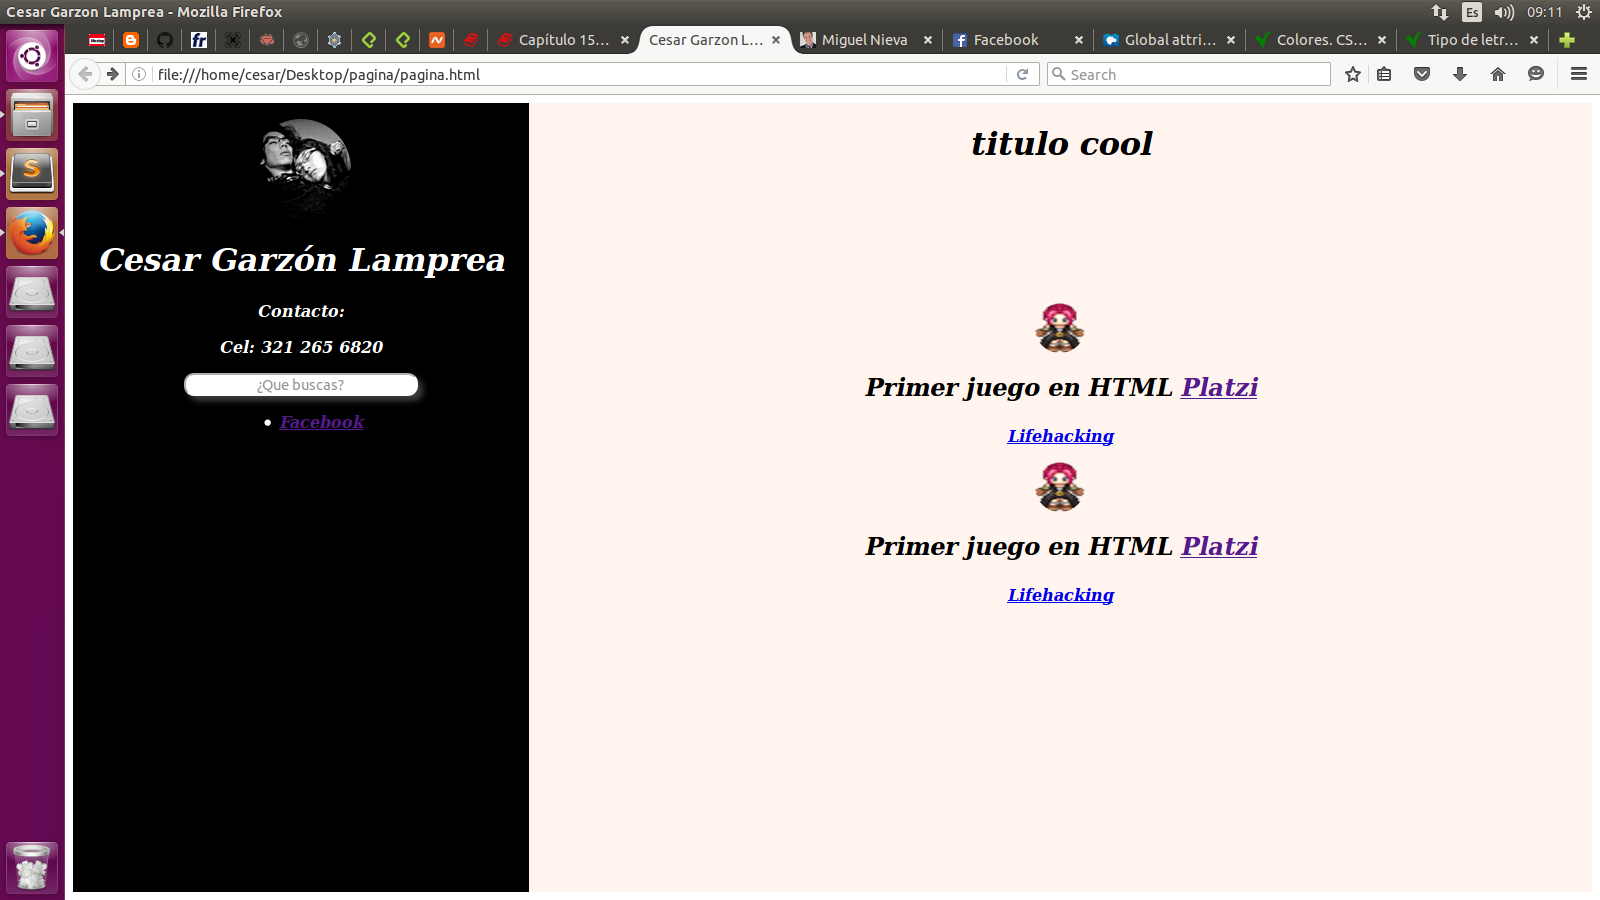 Cesar Garzon Lamprea - Mozilla Firefox
Es
09:11
Capítulo 15...
Cesar Garzon L...
Miguel Nieva
Facebook
Global attri...
Colores. CS...
Tipo de letr...
file:///home/cesar/Desktop/pagina/pagina.html
Search
titulo cool
Cesar Garzón Lamprea
Contacto:
Cel: 321 265 6820
¿Que buscas?
Facebook
Primer juego en HTML Platzi
Lifehacking
Primer juego en HTML Platzi
Lifehacking